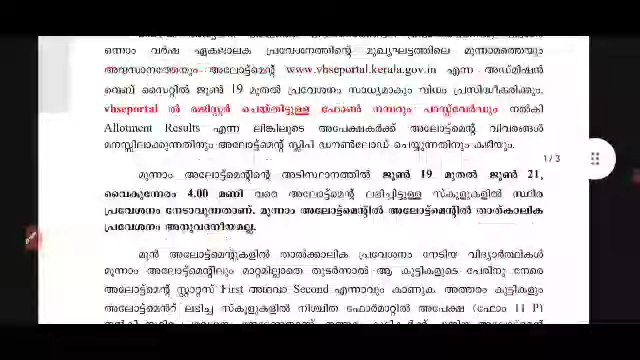 ഒന്നാം വർഷ ഏകജാലക പ്രവേശനത്തിന്റെ മുഖ്യഘട്ടത്തിലെ മൂന്നാമത്തെയും
അവസാനത്തേയും അലോട്ട്മെന്റ് www.vhseportal.kerala.gov.in എന്ന അഡ്മിഷൻ
വെബ് സൈറ്റിൽ ജൂൺ 19 മുതൽ പ്രവേശനം സാധ്യമാകും വിധം പ്രസിദ്ധീകരിക്കും.
vhseportal ൽ രജിസ്റ്റർ ചെയ്തിട്ടുള്ള ഫോൺ നമ്പറും പാസ്സ്‌വേർഡും നൽകി
Allotment Results എന്ന ലിങ്കിലൂടെ അപേക്ഷകർക്ക് അലോട്ട്മെന്റ് വിവരങ്ങൾ
മനസ്സിലാക്കുന്നതിനും അലോട്ട്മെന്റ് സ്ലിപ് ഡൗൺലോഡ് ചെയ്യുന്നതിനും കഴിയും.
1/3
മൂന്നാം അലോട്ട്മെന്റിന്റെ അടിസ്ഥാനത്തിൽ ജൂൺ 19 മുതൽ ജൂൺ 21,
വൈകുന്നേരം 4.00 മണി വരെ അലോട്ട്മെന്റ് ലഭിച്ചിട്ടുള്ള സ്കൂളുകളിൽ സ്ഥിര
പ്രവേശനം നേടാവുന്നതാണ്. മൂന്നാം അലോട്ട്മെന്റിൽ അലോട്ട്മെന്റിൽ താത്കാലിക
പ്രവേശനം അനുവദനീയമല്ല.
മുൻ അലോട്ട്മെന്റുകളിൽ താൽക്കാലിക പ്രവേശനം നേടിയ വിദ്യാർത്ഥികൾ
മൂന്നാം അലോട്ട്മെന്റിലും മാറ്റമില്ലാതെ തുടർന്നാൽ ആ കുട്ടികളുടെ പേരിനു നേരെ
അലോട്ട്മെന്റ് സ്റ്റാറ്റസ് First അഥവാ Second എന്നാവും കാണുക. അത്തരം കുട്ടികളും
അലോട്ട്മെന്റ് ലഭിച്ച സ്കൂളുകളിൽ നിശ്ചിത ഫോർമാറ്റിൽ അപേക്ഷ (ഫോം 11 P)